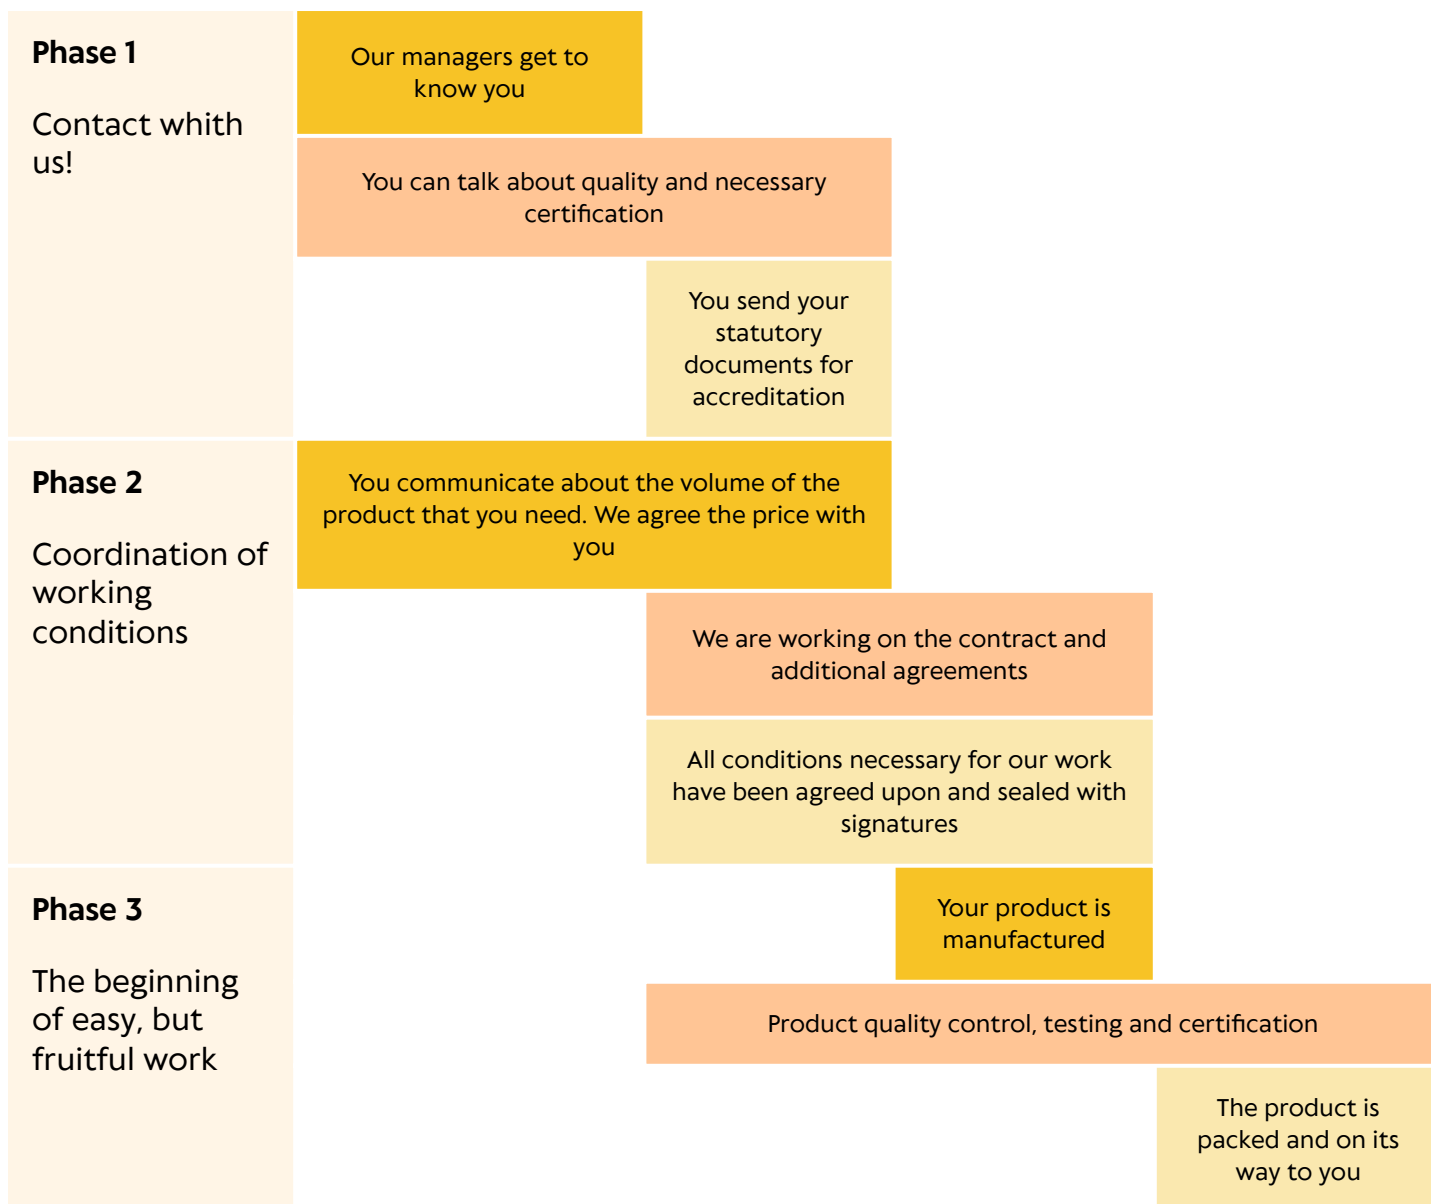 Phase 1
Contact whith
us!
Our managers get to
know you
You can talk about quality and necessary
certification
You send your
statutory
documents for
accreditation
Phase 2
Coordination of
working
conditions
You communicate about the volume of the
product that you need. We agree the price with
you
We are working on the contract and
additional agreements
All conditions necessary for our work
have been agreed upon and sealed with
signatures
Phase 3
The beginning
of easy, but
fruitful work
Your product is
manufactured
Product quality control, testing and certification
The product is
packed and on its
way to you